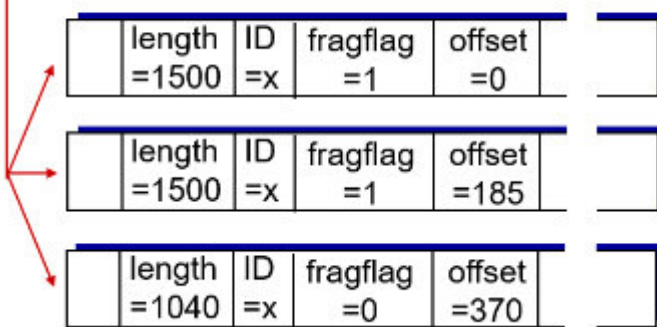 length ID fragflag offset
=1500 =x =1 =0
length ID fragflag offset
=1500 =x =1 =185
length ID fragflag offset
=1040 =x =0 =370